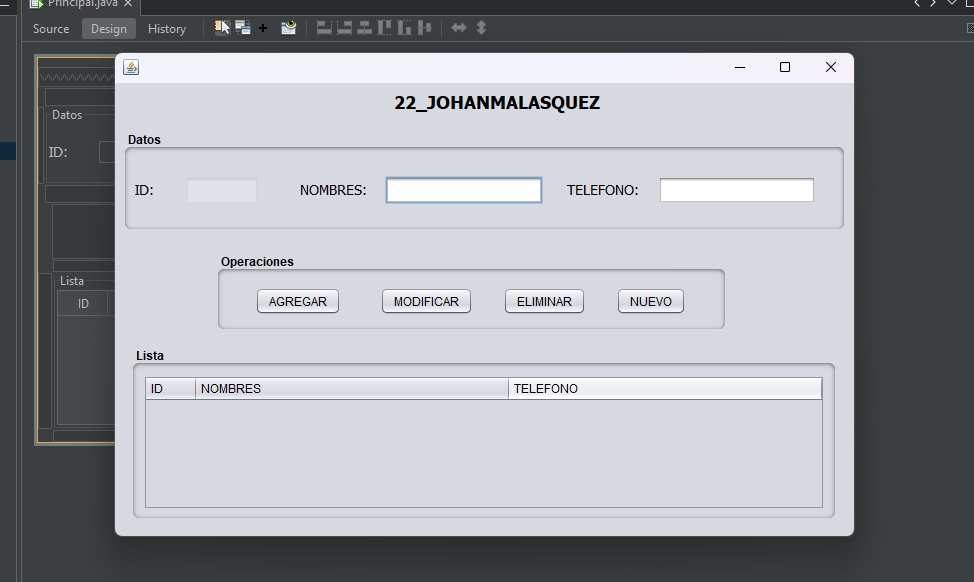 Principal.java
Source Design History
22_JOHANMALASQUEZ
Datos
Datos
ID:
ID:
NOMBRES:
TELEFONO:
Operaciones
AGREGAR MODIFICAR ELIMINAR NUEVO
Lista
ID
Lista
ID NOMBRES TELEFONO